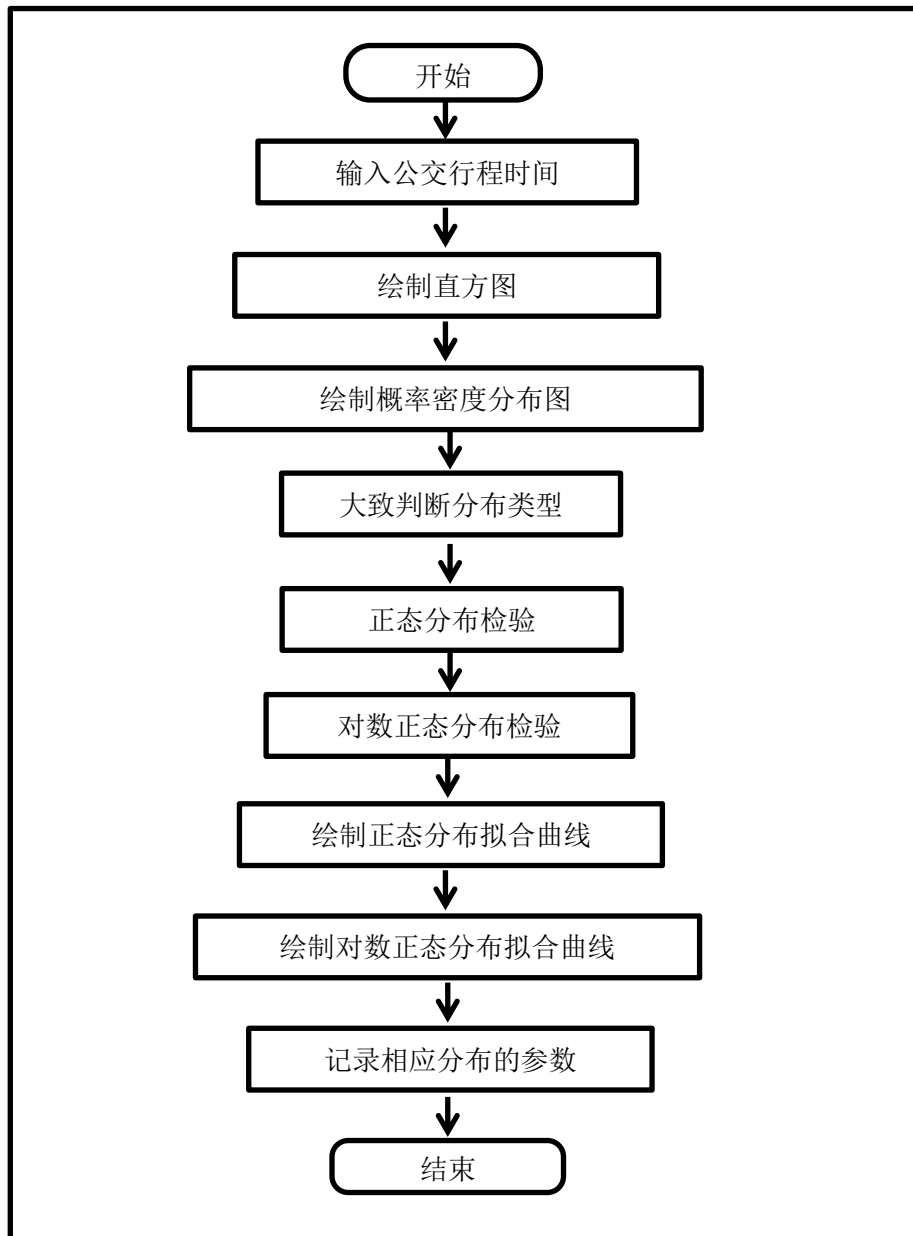 开始
输入公交行程时间
绘制直方图
绘制概率密度分布图
大致判断分布类型
正态分布检验
对数正态分布检验
绘制正态分布拟合曲线
绘制对数正态分布拟合曲线
记录相应分布的参数
结束